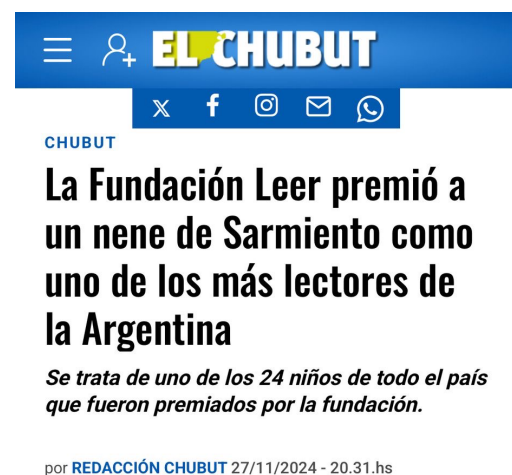 EL CHUBUT
CHUBUT
La Fundación Leer premió a
un nene de Sarmiento como
uno de los más lectores de
la Argentina
Se trata de uno de los 24 niños de todo el país
que fueron premiados por la fundación.
por REDACCIÓN CHUBUT 27/11/2024 - 20.31.hs